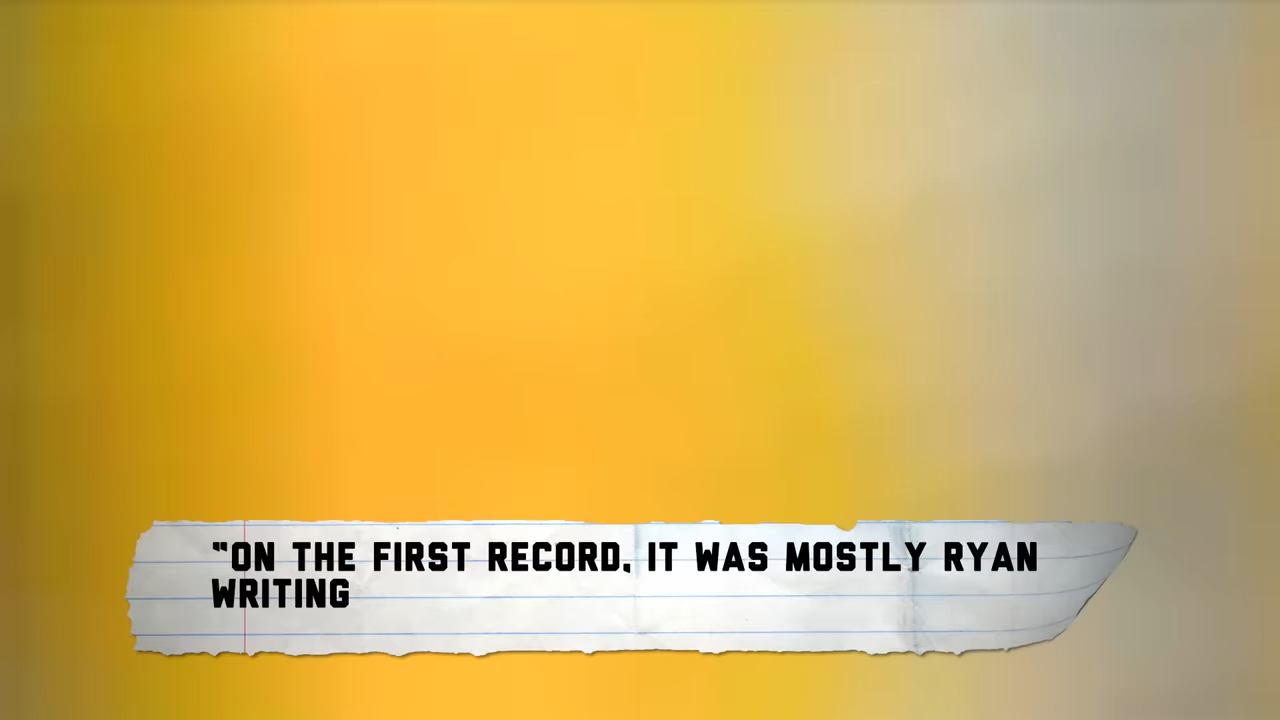 "ON THE FIRST RECORD, IT WAS MOSTLY RYAN
WRITING